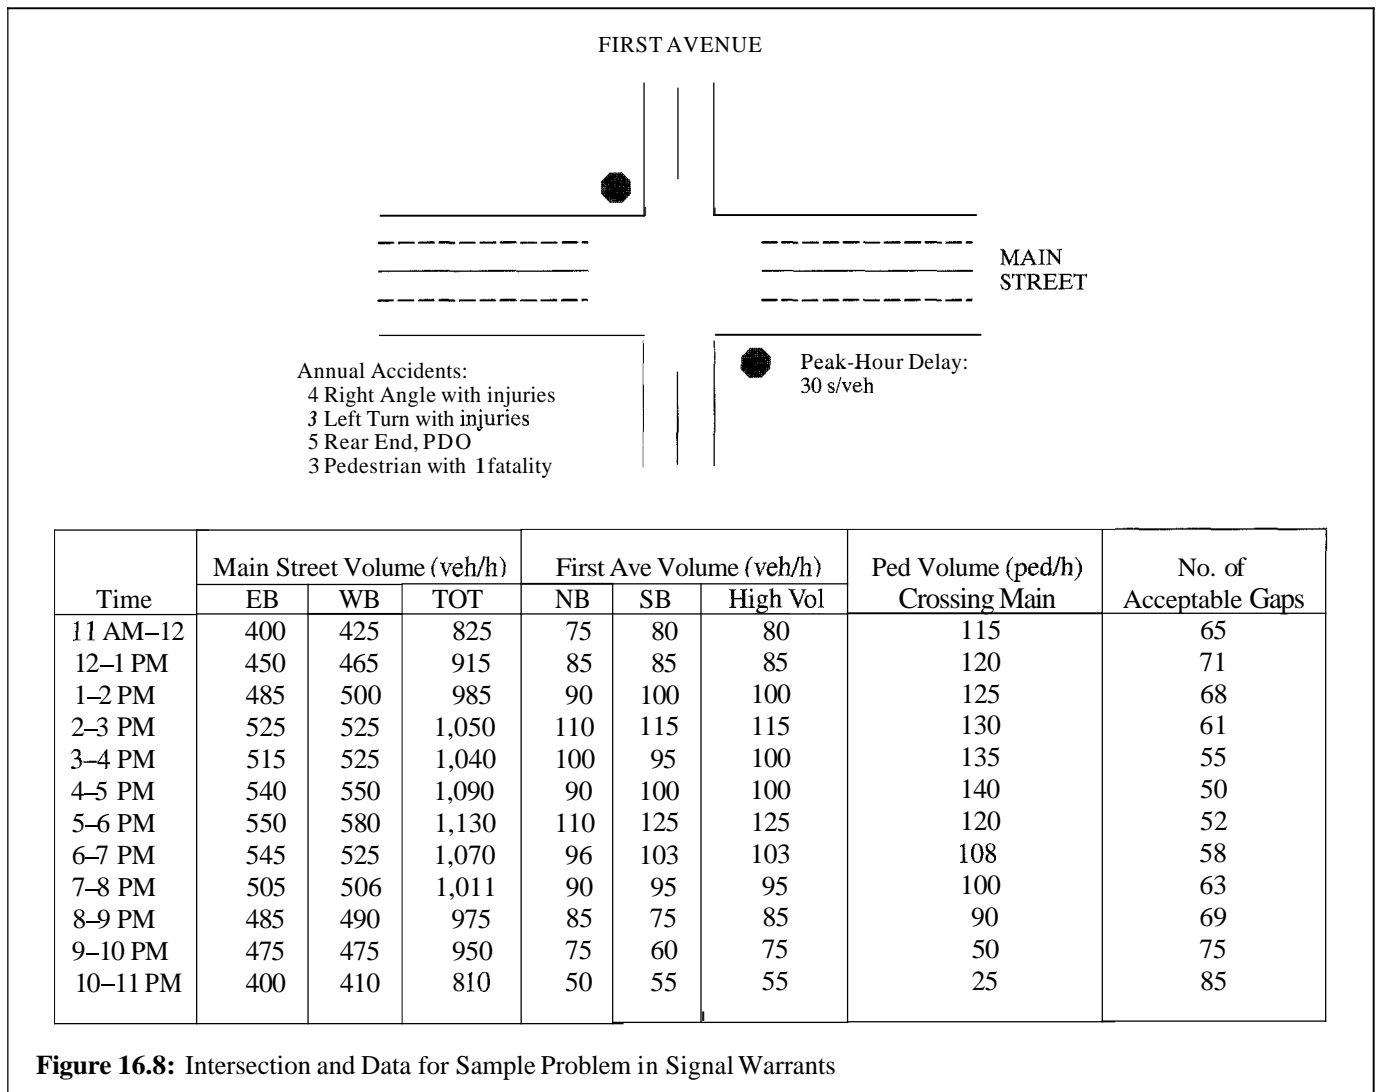 FIRST AVENUE
MAIN
STREET
Annual Accidents:
4 Right Angle with injuries
3 Left Turn with injuries
5 Rear End, PDO
3 Pedestrian with 1 fatality
Peak-Hour Delay:
30 s/veh
Time Main Street Volume (veh/h) First Ave Volume (veh/h) Ped Volume (ped/h) Crossing Main No. of Acceptable Gaps
EB WB TOT NB SB High Vol
11 AM–12 400 425 825 75 80 80 115 65
12–1 PM 450 465 915 85 85 85 120 71
1–2 PM 485 500 985 90 100 100 125 68
2–3 PM 525 525 1,050 110 115 115 130 61
3–4 PM 515 525 1,040 100 95 100 135 55
4–5 PM 540 550 1,090 90 100 100 140 50
5–6 PM 550 580 1,130 110 125 125 120 52
6–7 PM 545 525 1,070 96 103 103 108 58
7–8 PM 505 506 1,011 90 95 95 100 63
8–9 PM 485 490 975 85 75 85 90 69
9–10 PM 475 475 950 75 60 75 50 75
10–11 PM 400 410 810 50 55 55 25 85
Figure 16.8: Intersection and Data for Sample Problem in Signal Warrants